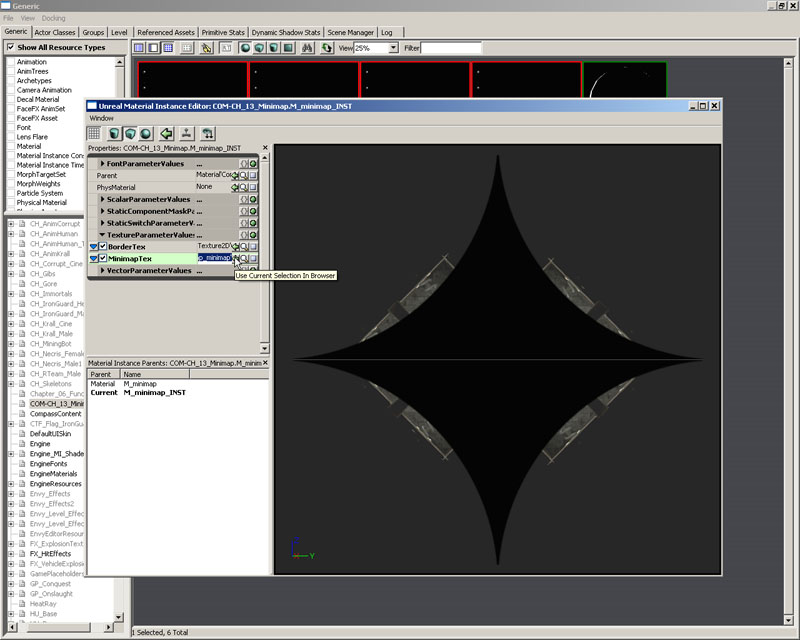 Generic
File View Docking
Generic Actor Classes Groups Level Referenced Assets Primitive Stats Dynamic Shadow Stats Scene Manager Log
Show All Resource Types
View 25% Filter
Animation
AnimTrees
Archetypes
Camera Animation
Decal Material
FaceFX AnimSet
FaceFX Asset
Font
Lens Flare
Material
Material Instance Con
Material Instance Time
MorphTargetSet
MorphWeights
Particle System
Physical Material
CH_AnimCorrupt
CH_AnimHuman
CH_AnimHuman_
CH_AnimKrall
CH_Corrupt_Cine
CH_Gibs
CH_Gore
CH_Immortals
CH_IronGuard_He
CH_IronGuard_Ma
CH_Krall_Cine
CH_Krall_Male
CH_MiningBot
CH_Necris_Female
CH_Necris_Male1
CH_RTeam_Male
CH_Skeletons
Chapter_06_Func
COM-CH_13_Mini
CompassContent
CTF_Flag_IronGu
DefaultUISkin
Engine
Engine_MI_Shade
EngineFonts
EngineMaterials
EngineResources
Envy_Effects
Envy_Effects2
Envy_Level_Effec
Envy_Level_Effec
EnvyEditorResour
FX_ExplosionText
FX_HitEffects
FX_VehicleExplos
GamePlaceholders
GP_Conquest
GP_Onslaught
HeatRay
HU_Base
Unreal Material Instance Editor: COM-CH_13_Minimap.M_minimap_INST
Window
Properties: COM-CH_13_Minimap.M_minimap_INST
FontParameterValues ...
Parent Material'Co
PhysMaterial None
ScalarParameterValues ...
StaticComponentMaskPa
StaticSwitchParameterV
TextureParameterValues
BorderTex Texture2D'
MinimapTex p_minimap
Use Current Selection In Browser
VectorParameterValues ...
Material Instance Parents: COM-CH_13_Minimap.M_minim
Parent Name
Material M_minimap
Current M_minimap_INST
Y
1 Selected, 6 Total